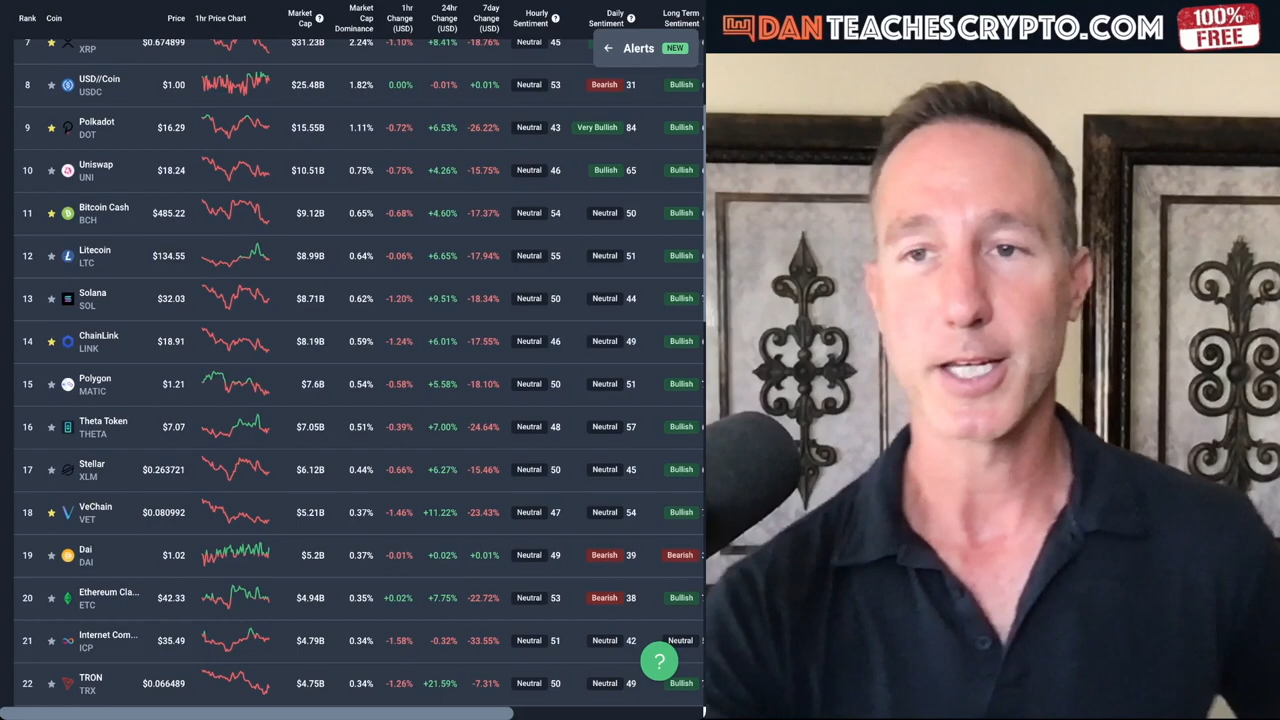 DANTEACHESCRYPTO.COM
100%
FREE
Rank Coin Price 1hr Price Chart Market Cap ? Market Cap Dominance 1hr Change (USD) 24hr Change (USD) 7day Change (USD) Hourly Sentiment ? Daily Sentiment ? Long Term Sentiment
← Alerts NEW
7 XRP $0.674899 $31.23B 2.24% -1.10% +8.41% -18.76% Neutral 45
8 USD//Coin USDC $1.00 $25.48B 1.82% 0.00% -0.01% +0.01% Neutral 53 Bearish 31 Bullish
9 Polkadot DOT $16.29 $15.55B 1.11% -0.72% +6.53% -26.22% Neutral 43 Very Bullish 84 Bullish
10 Uniswap UNI $18.24 $10.51B 0.75% -0.75% +4.26% -15.75% Neutral 46 Bullish 65 Bullish
11 Bitcoin Cash BCH $485.22 $9.12B 0.65% -0.68% +4.60% -17.37% Neutral 54 Neutral 50 Bullish
12 Litecoin LTC $134.55 $8.99B 0.64% -0.06% +6.65% -17.94% Neutral 55 Neutral 51 Bullish
13 Solana SOL $32.03 $8.71B 0.62% -1.20% +9.51% -18.34% Neutral 50 Neutral 44 Bullish
14 ChainLink LINK $18.91 $8.19B 0.59% -1.24% +6.01% -17.55% Neutral 46 Neutral 49 Bullish
15 Polygon MATIC $1.21 $7.6B 0.54% -0.58% +5.58% -18.10% Neutral 50 Neutral 51 Bullish
16 Theta Token THETA $7.07 $7.05B 0.51% -0.39% +7.00% -24.64% Neutral 48 Neutral 57 Bullish
17 Stellar XLM $0.263721 $6.12B 0.44% -0.66% +6.27% -15.46% Neutral 50 Neutral 45 Bullish
18 VeChain VET $0.080992 $5.21B 0.37% -1.46% +11.22% -23.43% Neutral 47 Neutral 54 Bullish
19 Dai DAI $1.02 $5.2B 0.37% -0.01% +0.02% +0.01% Neutral 49 Bearish 39 Bearish
20 Ethereum Cla... ETC $42.33 $4.94B 0.35% +0.02% +7.75% -22.72% Neutral 53 Bearish 38 Bullish
21 Internet Com... ICP $35.49 $4.79B 0.34% -1.58% -0.32% -33.55% Neutral 51 Neutral 42 Neutral
22 TRON TRX $0.066489 $4.75B 0.34% -1.26% +21.59% -7.31% Neutral 50 Neutral 49 Bullish
?